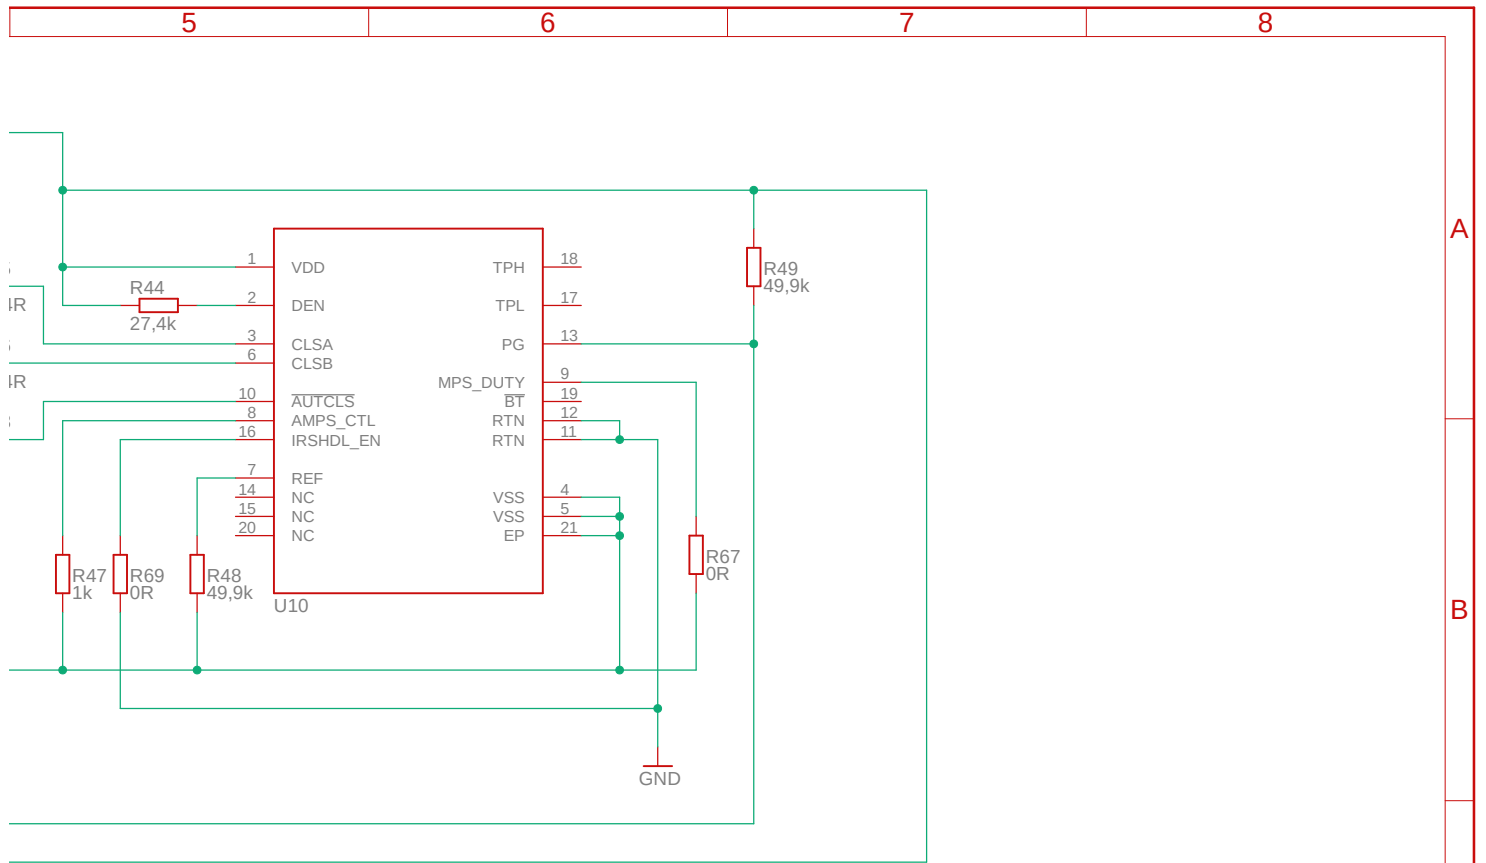 5 6 7 8
A
B
1 VDD
2 DEN
3 CLSA
6 CLSB
10 AUTCLS
8 AMPS_CTL
16 IRSHDL_EN
7 REF
14 NC
15 NC
20 NC
TPH 18
TPL 17
PG 13
MPS_DUTY 9
BT 19
RTN 12
RTN 11
VSS 4
VSS 5
EP 21
U10
R44
27,4k
4R
4R
R49
49,9k
R47
1k
R69
0R
R48
49,9k
R67
0R
GND